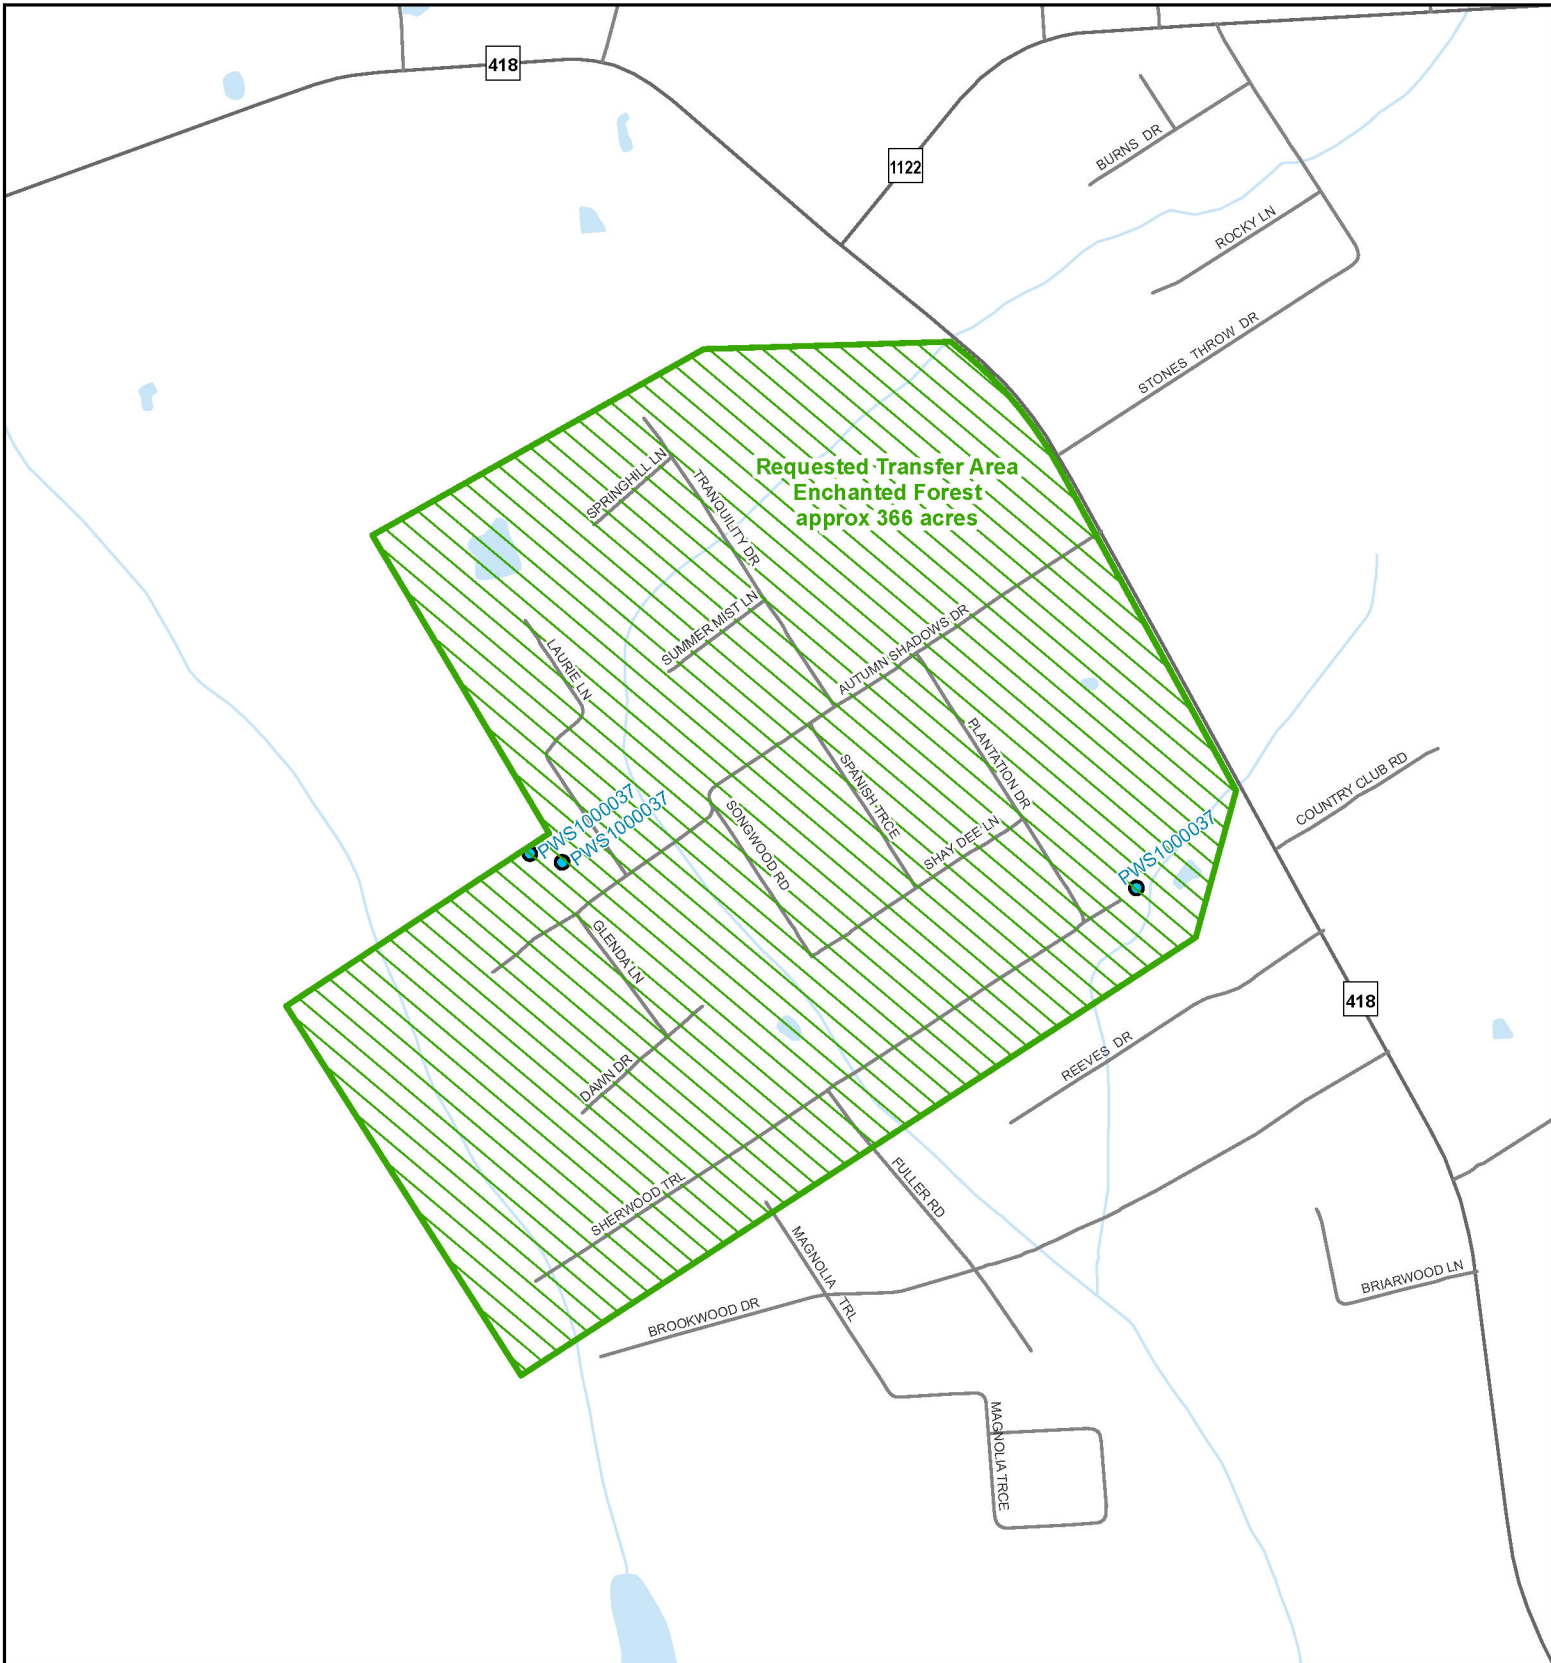 418
1122
BURNS DR
ROCKY LN
STONES THROW DR
SPRINGHILL LN
TRANQUILITY DR
Requested Transfer Area
Enchanted Forest
approx 366 acres
SUMMER MIST LN
AUTUMN SHADOWS DR
LAURIE LN
PLANTATION DR
SPANISH TRCE
COUNTRY CLUB RD
PWS1000037
PWS1000037
SONGWOOD RD
SHAY DEE LN
PWS1000037
GLENDA LN
418
REEVES DR
DAWN DR
SHERWOOD TRL
FULLER RD
MAGNOLIA TRL
BRIARWOOD LN
BROOKWOOD DR
MAGNOLIA TRCE